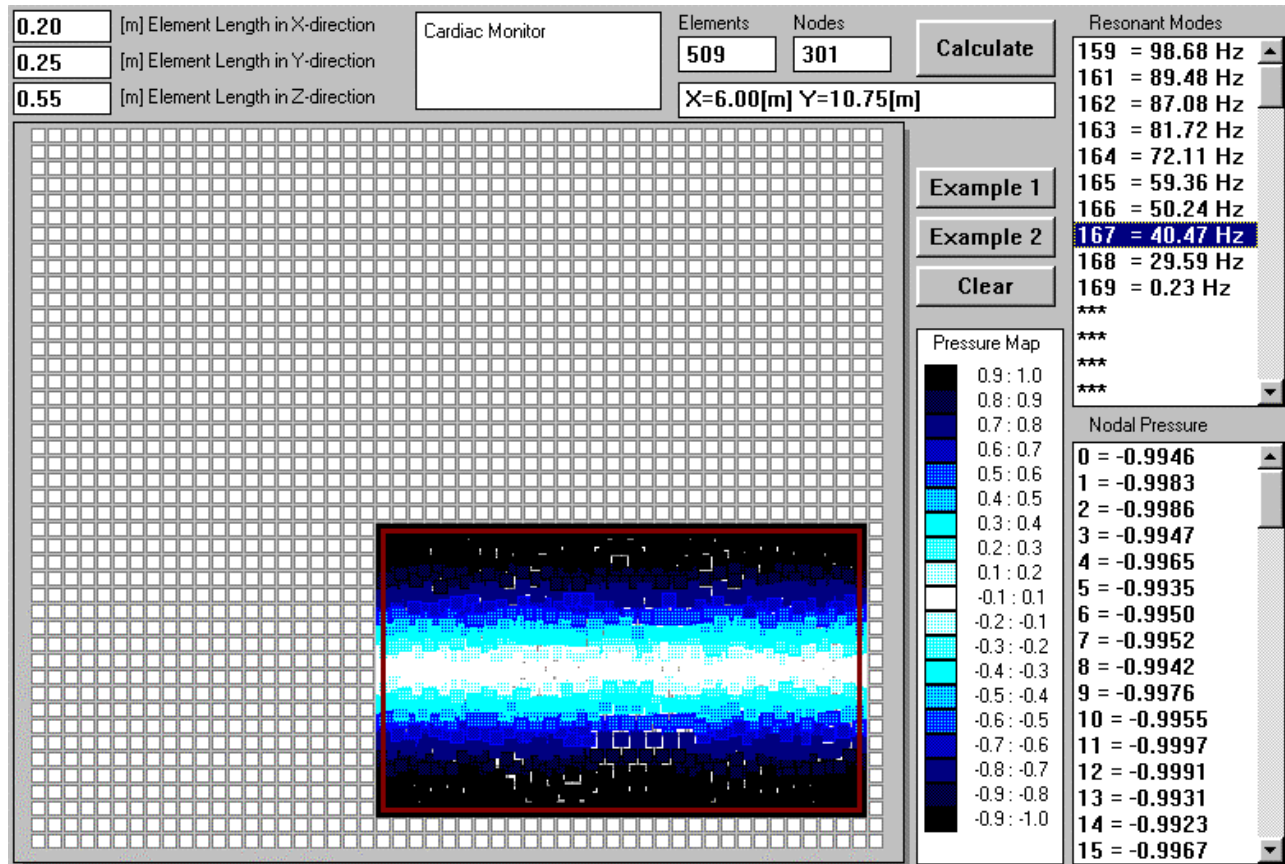 0.20 [m] Element Length in X-direction
0.25 [m] Element Length in Y-direction
0.55 [m] Element Length in Z-direction
Cardiac Monitor
Elements Nodes
509 301
Calculate
X=6.00[m] Y=10.75[m]
Example 1
Example 2
Clear
Pressure Map
0.9 : 1.0
0.8 : 0.9
0.7 : 0.8
0.6 : 0.7
0.5 : 0.6
0.4 : 0.5
0.3 : 0.4
0.2 : 0.3
0.1 : 0.2
-0.1 : 0.1
-0.2 : -0.1
-0.3 : -0.2
-0.4 : -0.3
-0.5 : -0.4
-0.6 : -0.5
-0.7 : -0.6
-0.8 : -0.7
-0.9 : -0.8
-0.9 : -1.0
Resonant Modes
159 = 98.68 Hz
161 = 89.48 Hz
162 = 87.08 Hz
163 = 81.72 Hz
164 = 72.11 Hz
165 = 59.36 Hz
166 = 50.24 Hz
167 = 40.47 Hz
168 = 29.59 Hz
169 = 0.23 Hz
***
***
***
***
Nodal Pressure
0 = -0.9946
1 = -0.9983
2 = -0.9986
3 = -0.9947
4 = -0.9965
5 = -0.9935
6 = -0.9950
7 = -0.9952
8 = -0.9942
9 = -0.9976
10 = -0.9955
11 = -0.9997
12 = -0.9991
13 = -0.9931
14 = -0.9923
15 = -0.9967